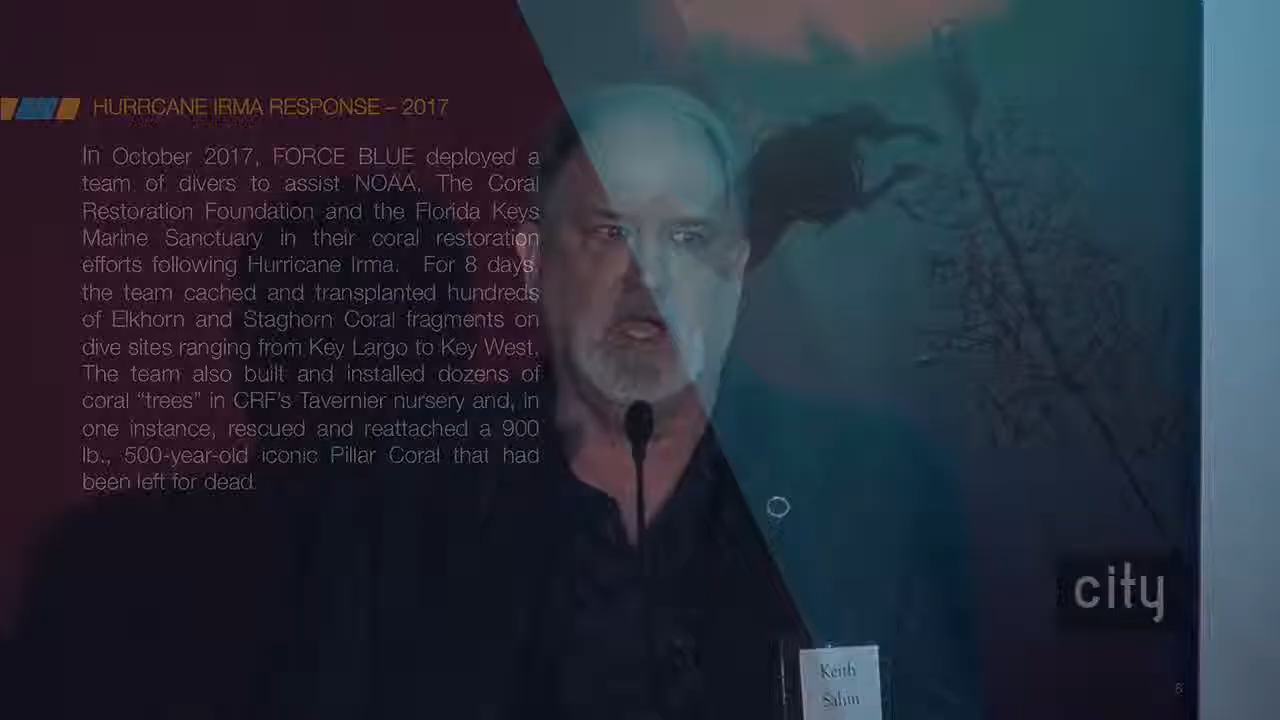 HURRCANE IRMA RESPONSE – 2017
In October 2017, FORCE BLUE deployed a
team of divers to assist NOAA, The Coral
Restoration Foundation and the Florida Keys
Marine Sanctuary in their coral restoration
efforts following Hurricane Irma. For 8 days,
the team cached and transplanted hundreds
of Elkhorn and Staghorn Coral fragments on
dive sites ranging from Key Largo to Key West.
The team also built and installed dozens of
coral “trees” in CRF’s Tavernier nursery and, in
one instance, rescued and reattached a 900
lb., 500-year-old iconic Pillar Coral that had
been left for dead.
city
Keith
Sahm
6